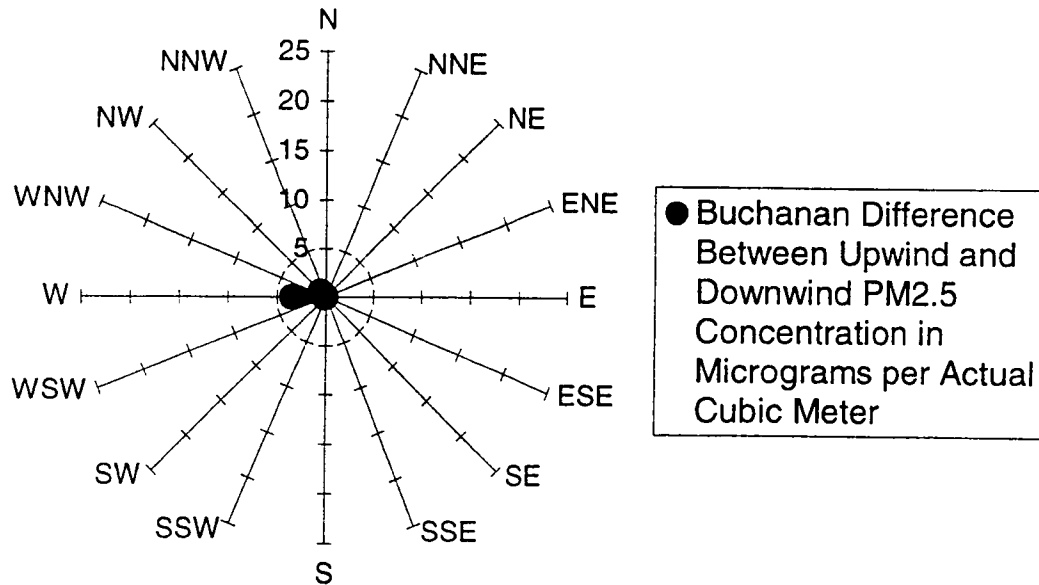 N
NNW
25
NNE
20
NW
NE
15
WNW
10
ENE
5
W
E
WSW
ESE
SW
SE
SSW
SSE
S
Buchanan Difference
Between Upwind and
Downwind PM2.5
Concentration in
Micrograms per Actual
Cubic Meter